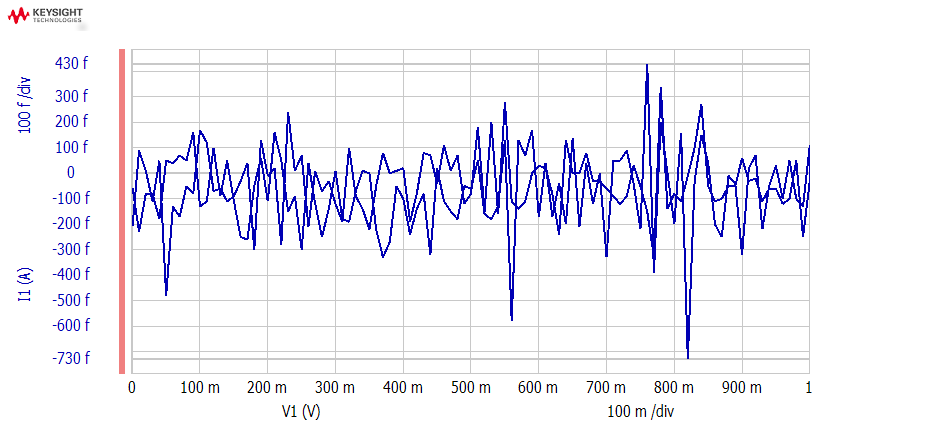 KEYSIGHT
TECHNOLOGIES
100 f /div
I1 (A)
430 f
300 f
200 f
100 f
0
-100 f
-200 f
-300 f
-400 f
-500 f
-600 f
-730 f
0 100 m 200 m 300 m 400 m 500 m 600 m 700 m 800 m 900 m 1
V1 (V) 100 m /div